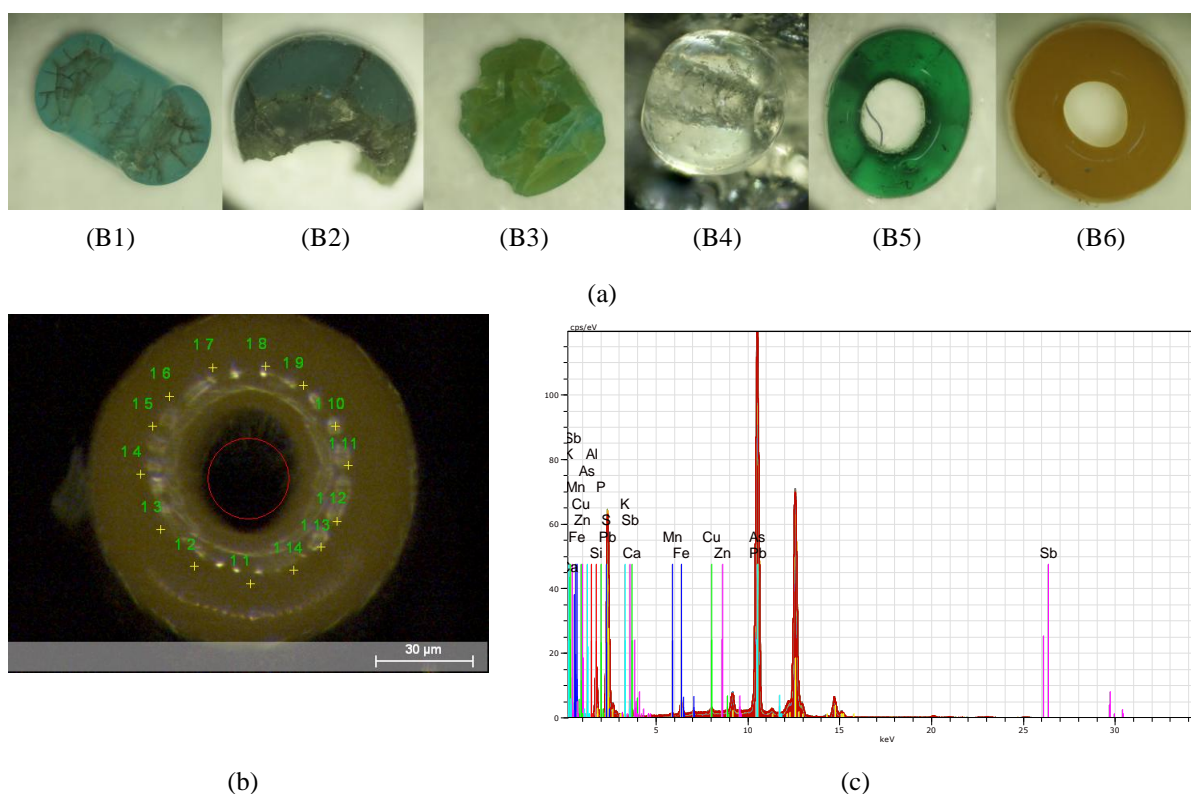 (B1) (B2) (B3) (B4) (B5) (B6)
(a)
1 7
1 8
1 9
1 6
1 5
1 10
1 4
1 11
1 3
1 12
1 2
1 13
1 1
1 14
30 µm
(b)
cps/eV
100
80
60
40
20
0
Sb
K Al
As
Mn P
Cu K
Zn S Sb Mn Cu As
Fe Pb Fe Zn Pb Sb
Si Ca
5 10 15 20 25 30
keV
(c)